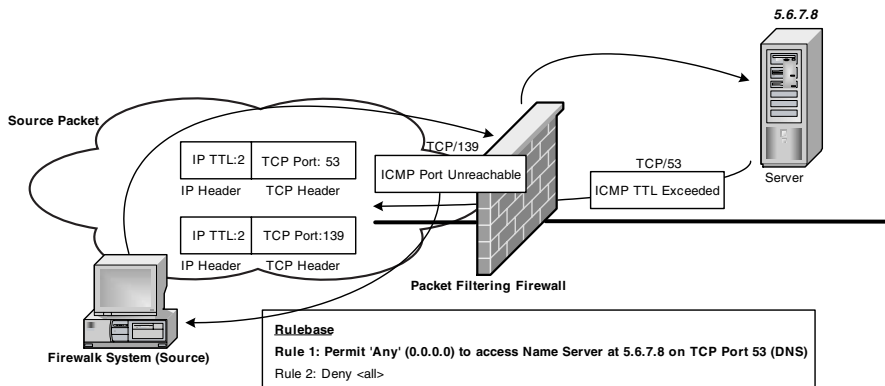 5.6.7.8
Source Packet
TCP/139
TCP/53
IP TTL:2 TCP Port: 53
ICMP Port Unreachable
ICMP TTL Exceeded
Server
IP Header TCP Header
IP TTL:2 TCP Port:139
IP Header TCP Header
Packet Filtering Firewall
Firewalk System (Source)
Rulebase
Rule 1: Permit 'Any' (0.0.0.0) to access Name Server at 5.6.7.8 on TCP Port 53 (DNS)
Rule 2: Deny <all>